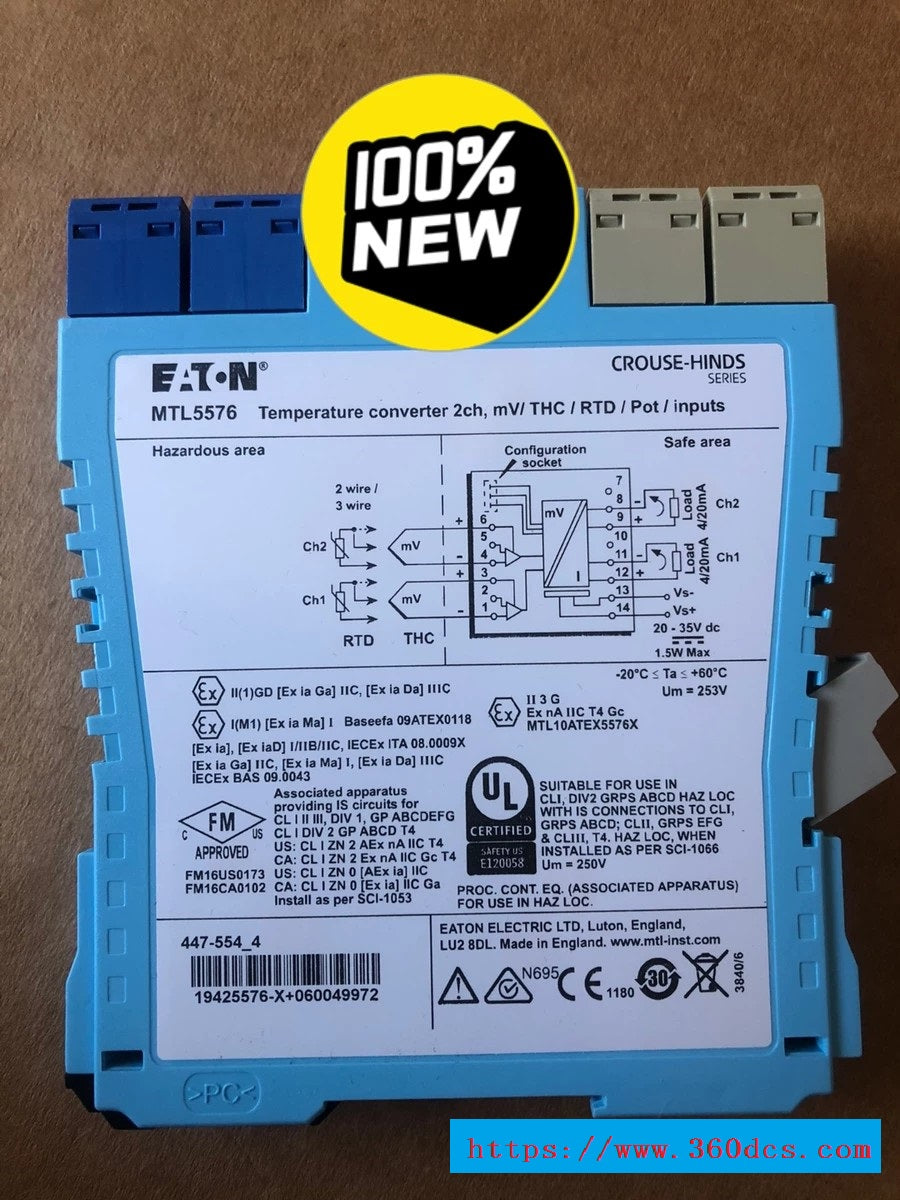 100%
NEW
EATON®
CROUSE-HINDS
SERIES
MTL5576 Temperature converter 2ch, mV/ THC / RTD / Pot / inputs
Hazardous area
Safe area
Configuration
socket
2 wire /
3 wire
Ch2
mV
Ch1
mV
RTD
THC
+
6
5
-
4
+
3
2
-
1
mV
I
7
8
9
10
11
12
13
14
-
+
Load
4/20mA
Ch2
-
+
Load
4/20mA
Ch1
Vs-
Vs+
20 - 35V dc
1.5W Max
-20°C ≤ Ta ≤ +60°C
Um = 253V
Ex II(1)GD [Ex ia Ga] IIC, [Ex ia Da] IIIC
Ex I(M1) [Ex ia Ma] I Baseefa 09ATEX0118
[Ex ia], [Ex iaD] I/IIB/IIC, IECEx ITA 08.0009X
[Ex ia Ga] IIC, [Ex ia Ma] I, [Ex ia Da] IIIC
IECEx BAS 09.0043
Ex
II 3 G
Ex nA IIC T4 Gc
MTL10ATEX5576X
C FM US
APPROVED
FM16US0173
FM16CA0102
Associated apparatus
providing IS circuits for
CL I II III, DIV 1, GP ABCDEFG
CL I DIV 2 GP ABCD T4
US: CL I ZN 2 AEx nA IIC T4
CA: CL I ZN 2 Ex nA IIC Gc T4
US: CL I ZN 0 [AEx ia] IIC
CA: CL I ZN 0 [Ex ia] IIC Ga
Install as per SCI-1053
UL
CERTIFIED
SAFETY US
E120058
SUITABLE FOR USE IN
CLI, DIV2 GRPS ABCD HAZ LOC
WITH IS CONNECTIONS TO CLI,
GRPS ABCD; CLII, GRPS EFG
& CLIII, T4. HAZ LOC, WHEN
INSTALLED AS PER SCI-1066
Um = 250V
PROC. CONT. EQ. (ASSOCIATED APPARATUS)
FOR USE IN HAZ LOC.
447-554_4
19425576-X+060049972
EATON ELECTRIC LTD, Luton, England,
LU2 8DL. Made in England. www.mtl-inst.com
N695
CE
1180
30
3840/6
>PC<
https://www.360dcs.com